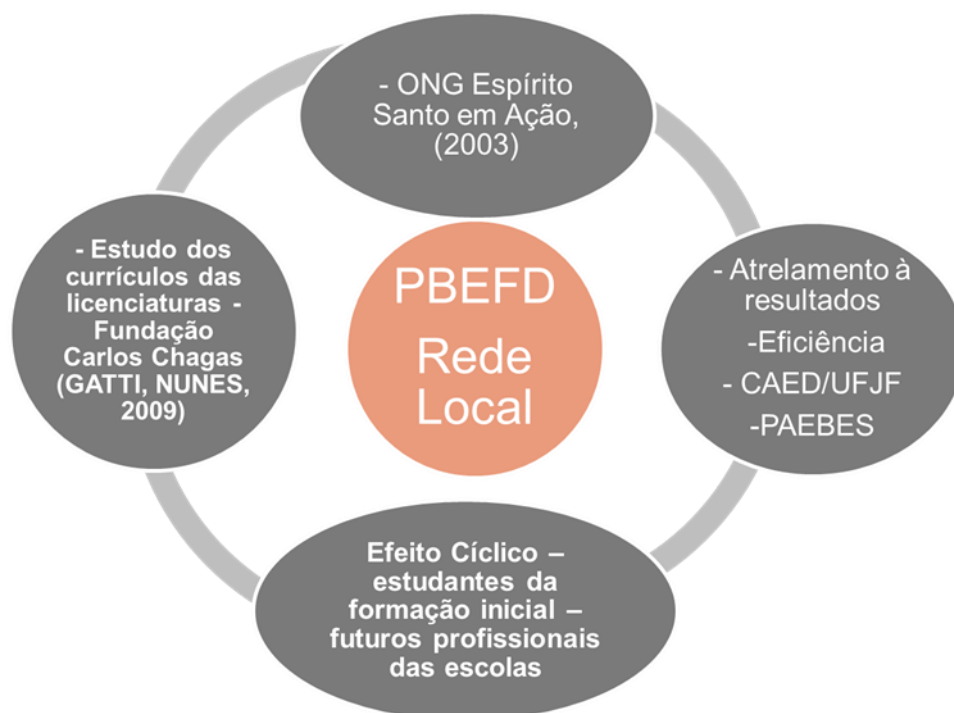 - ONG Espírito
Santo em Ação,
(2003)
- Estudo dos
currículos das
licenciaturas -
Fundação
Carlos Chagas
(GATTI, NUNES,
2009)
PBEFD
Rede
Local
- Atrelamento à
resultados
-Eficiência
- CAED/UFJF
-PAEBES
Efeito Cíclico –
estudantes da
formação inicial –
futuros profissionais
das escolas